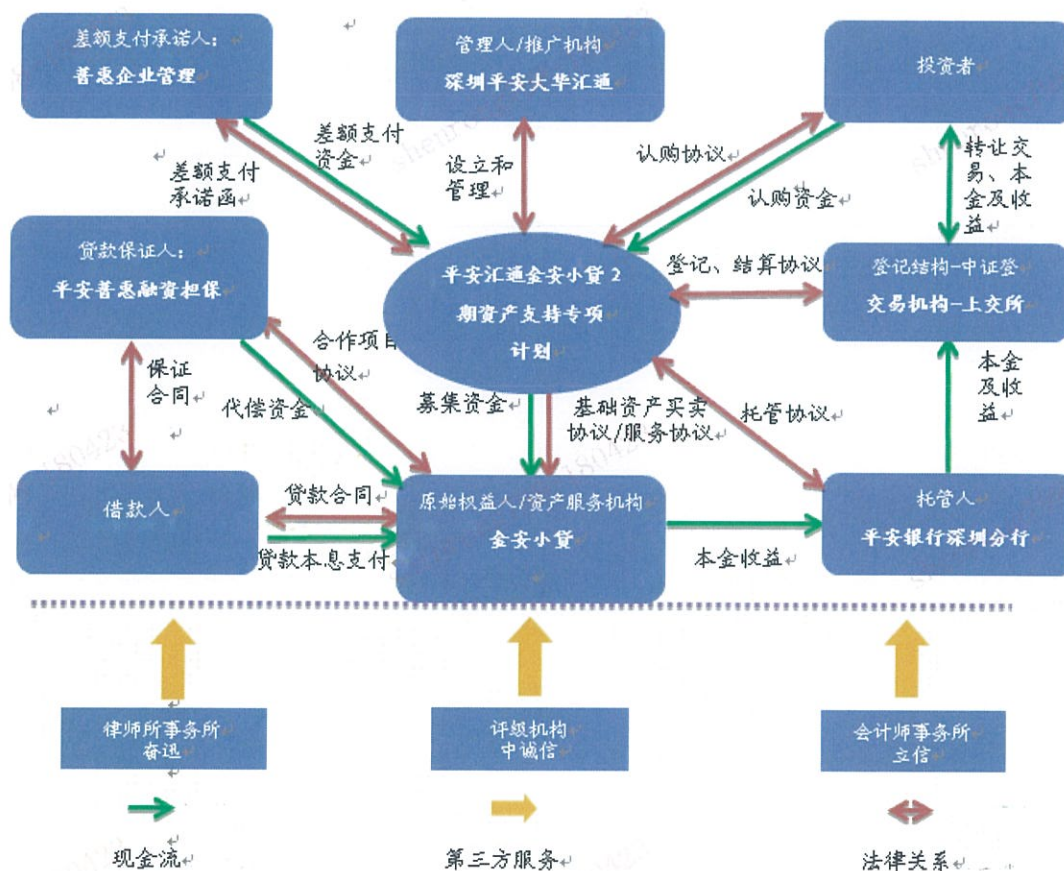 差额支付承诺人：
普惠企业管理
管理人/推广机构
深圳平安大华汇通
投资者
差额支付
资金
差额支付
承诺函
设立和
管理
认购协议
认购资金
转让交
易、本
金及收
益
贷款保证人：
平安普惠融资担保
平安汇通金安小贷 2
期资产支持专项
计划
登记、结算协议
登记结构-中证登
交易机构-上交所
保证
合同
合作项目
协议
代偿资金
募集资金
基础资产买卖
协议/服务协议
托管协议
本金
及收
益
借款人
贷款合同
贷款本息支付
原始权益人/资产服务机构
金安小贷
本金收益
托管人
平安银行深圳分行
律师所事务所
奋迅
评级机构
中诚信
会计师事务所
立信
现金流
第三方服务
法律关系